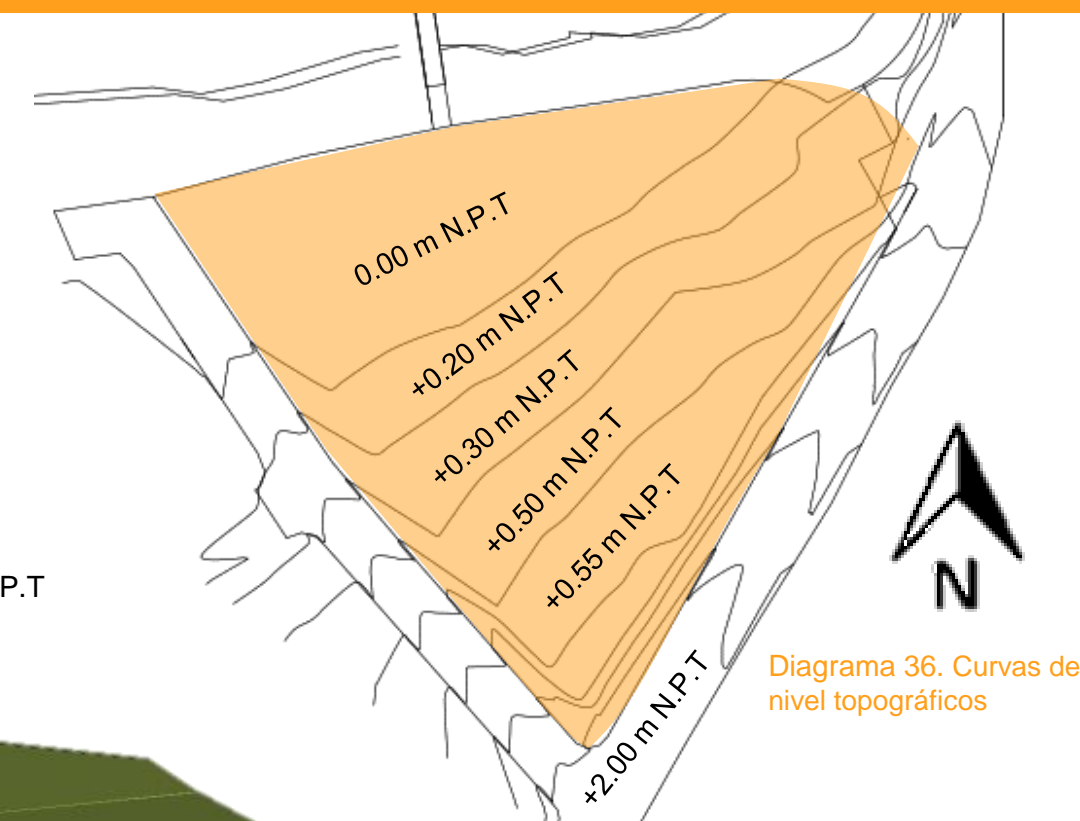 0.00 m N.P.T
+0.20 m N.P.T
+0.30 m N.P.T
+0.50 m N.P.T
+0.55 m N.P.T
P.T
+2.00 m N.P.T
N
Diagrama 36. Curvas de
nivel topográficos